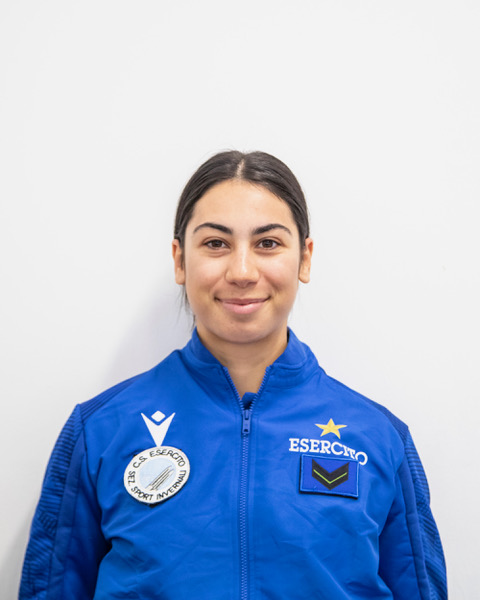 C.S. ESERCITO
SEZ. SPORT INVERNALI
ESERCITO